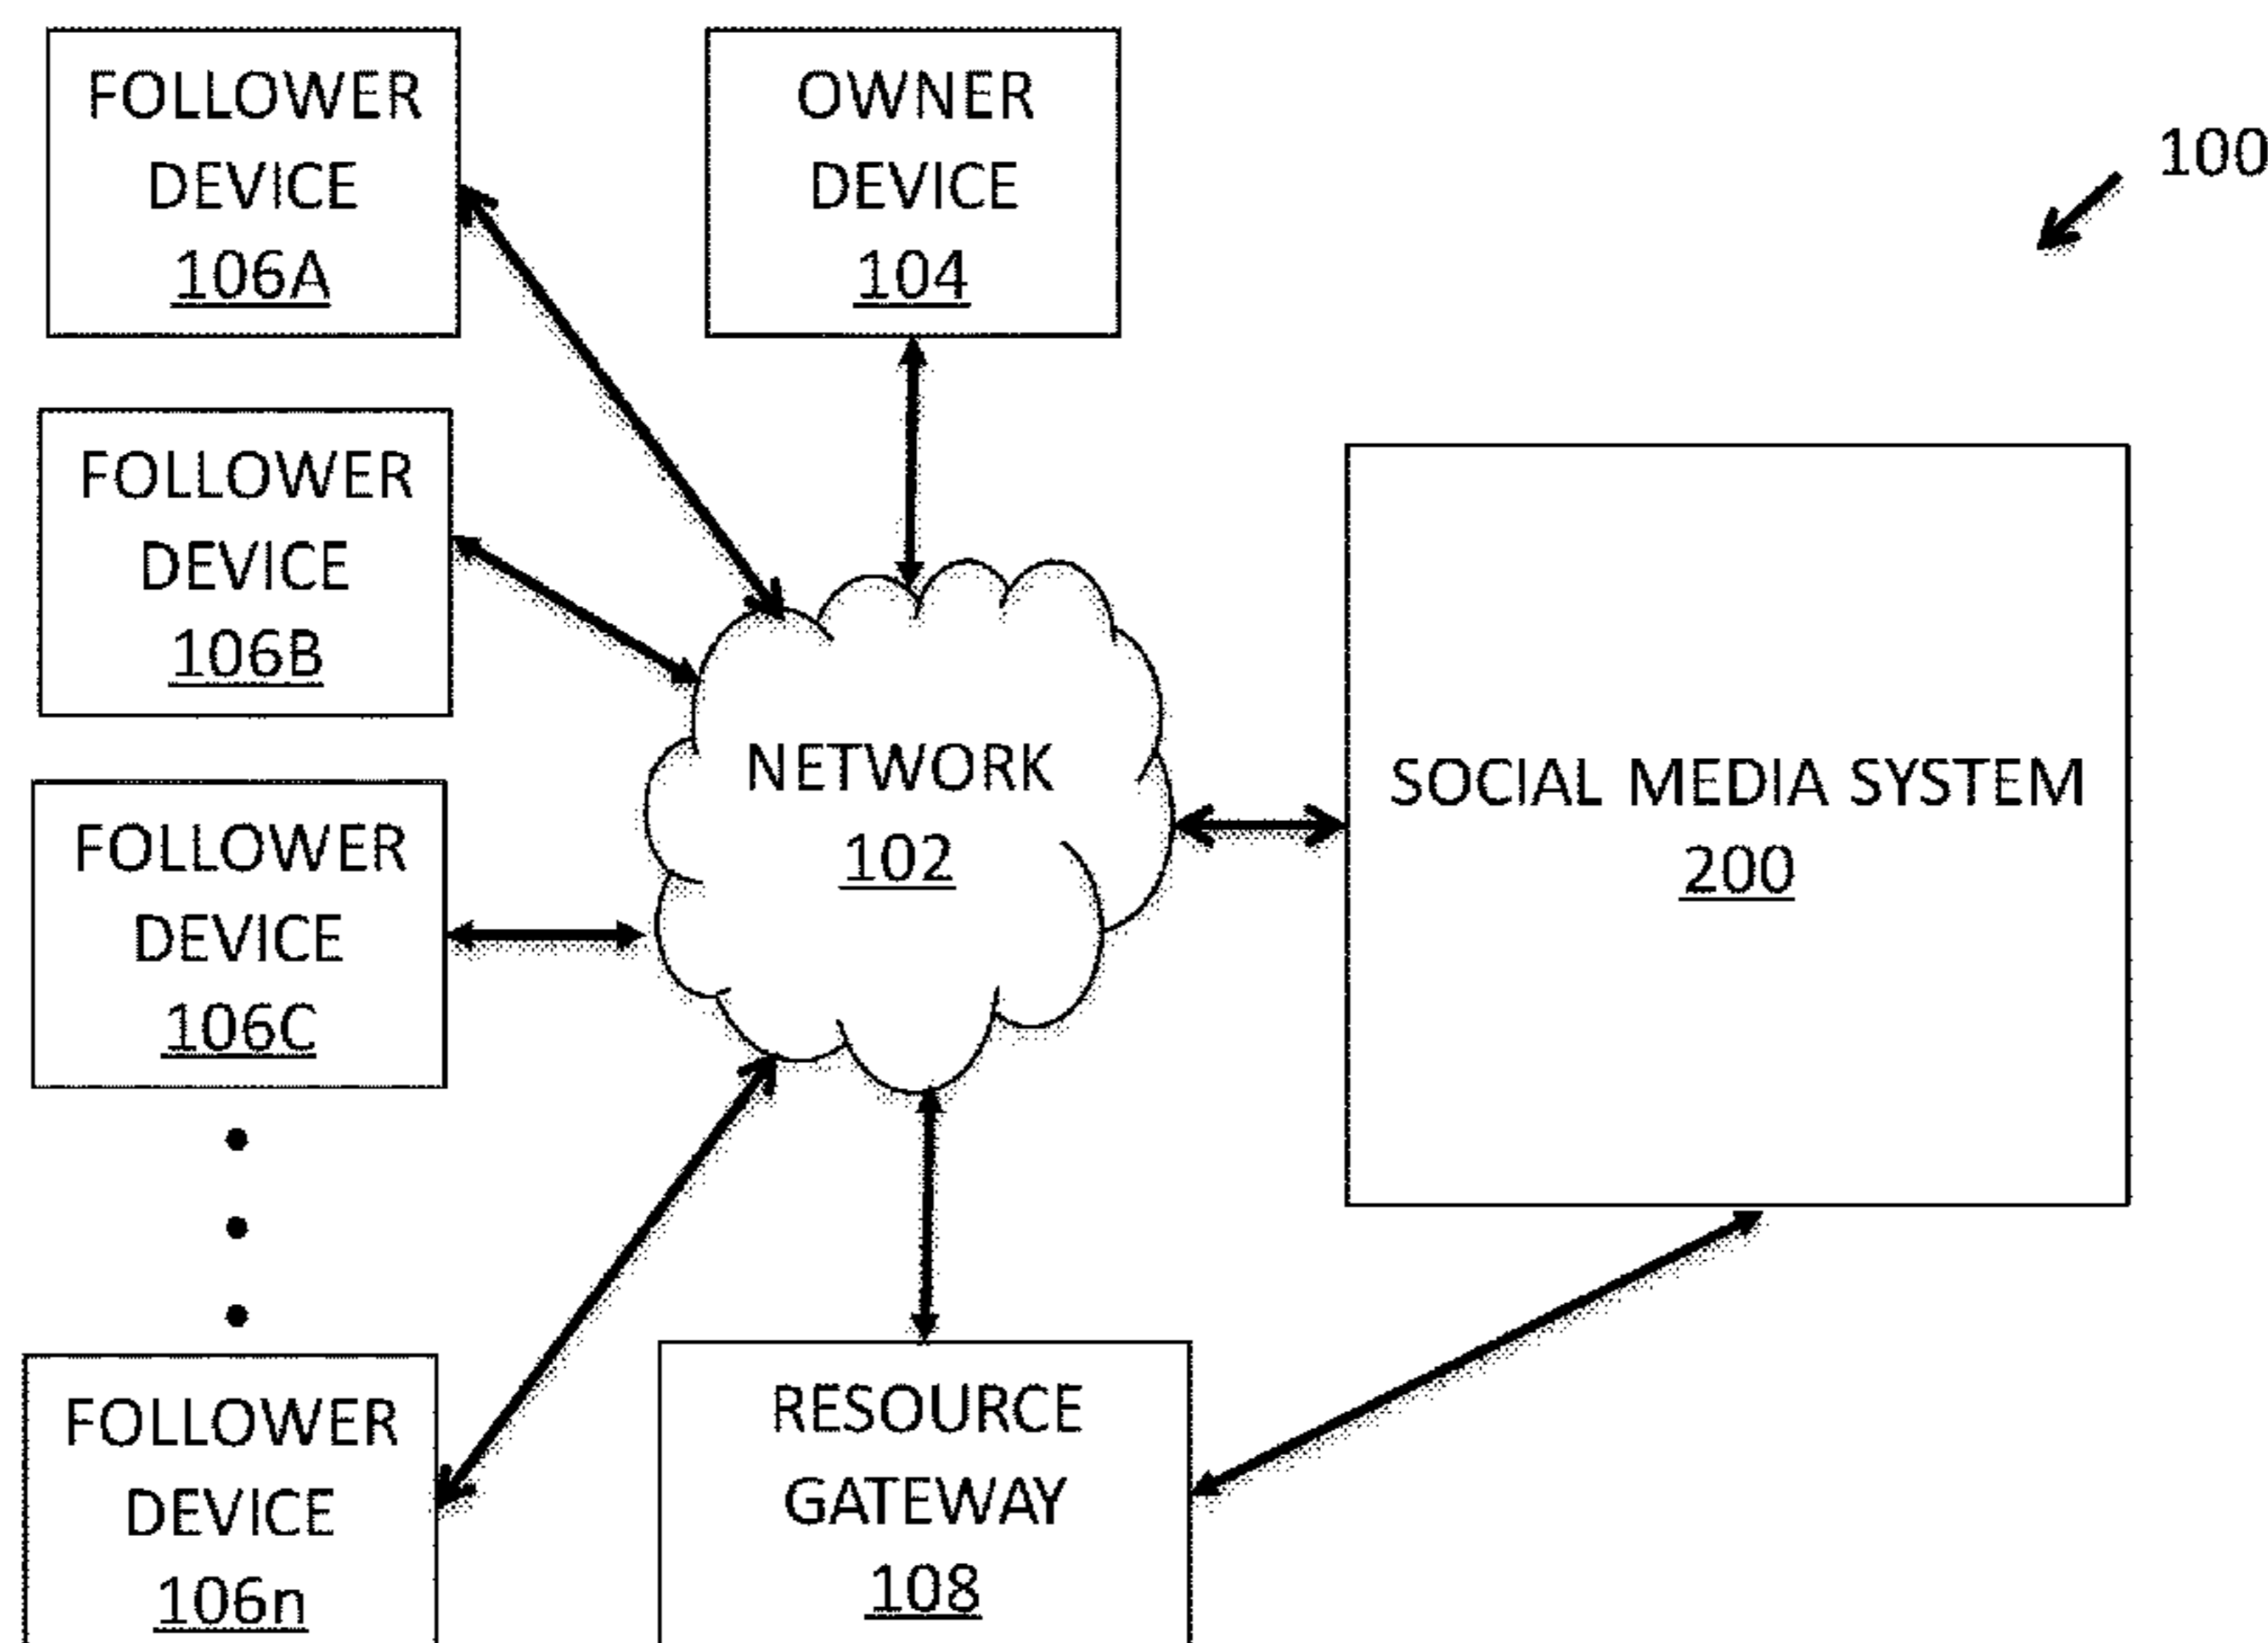 FOLLOWER
DEVICE
106A
OWNER
DEVICE
104
100
FOLLOWER
DEVICE
106B
NETWORK
102
SOCIAL MEDIA SYSTEM
200
FOLLOWER
DEVICE
106C
FOLLOWER
DEVICE
106n
RESOURCE
GATEWAY
108